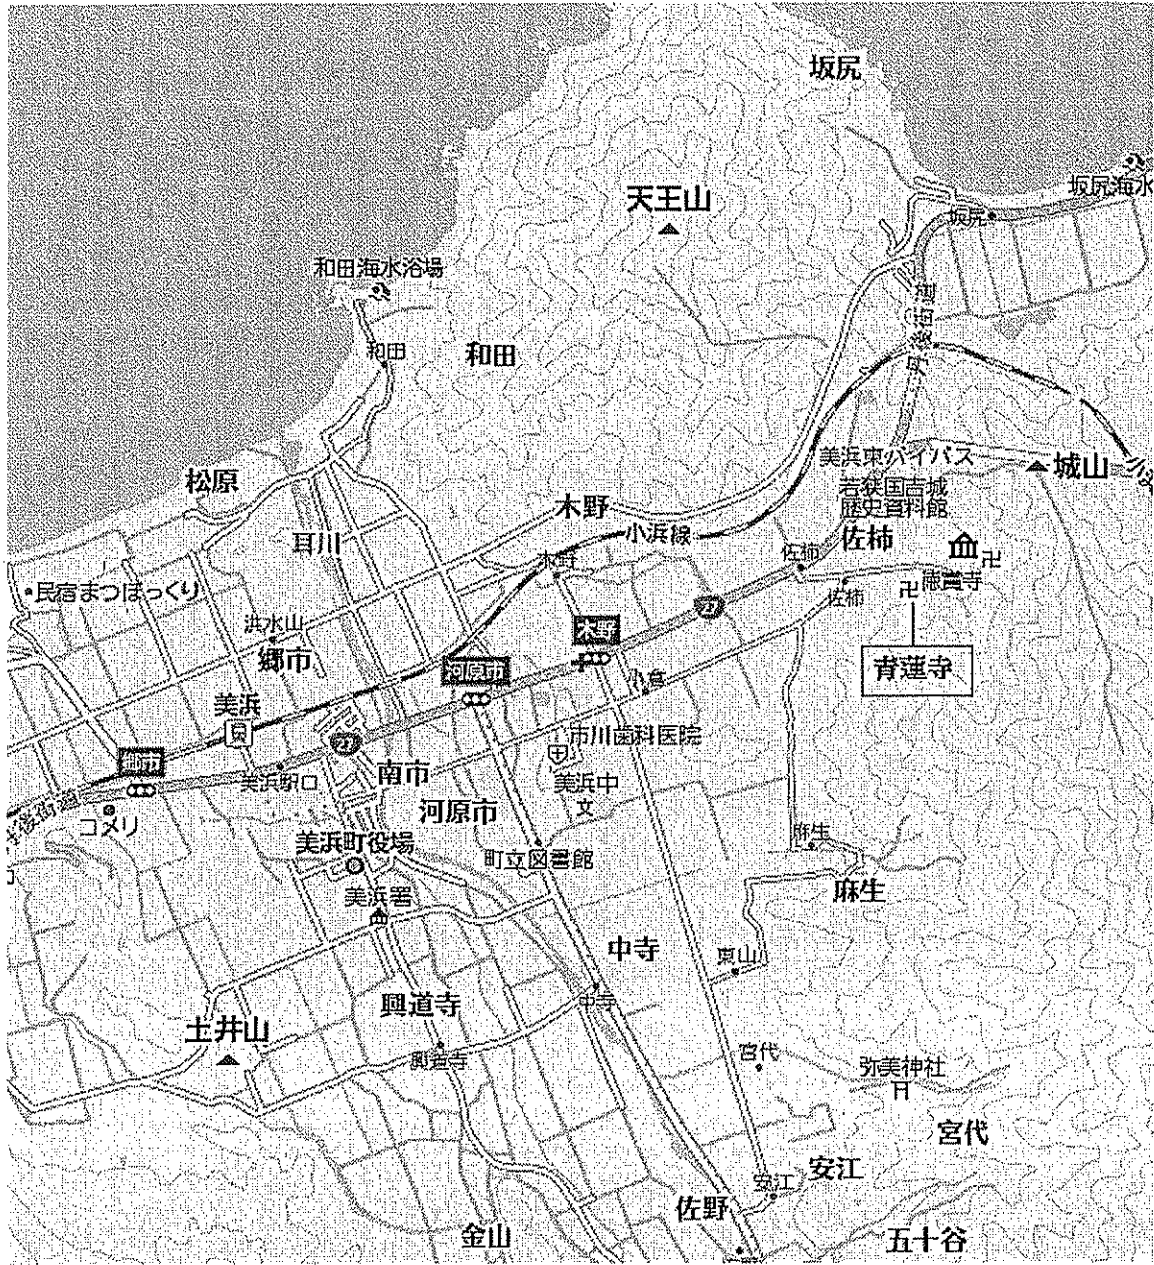 坂尻
坂尻海水
天王山
坂尻
和田海水浴場
丹後街道
和田
和田
美浜東バイパス
城山
松原
若狭国吉城
歴史資料館
木野
小浜線
耳川
佐柿
佐柿
木野
徳賞寺
民宿まつぼっくり
佐柿
27
洪水山
木野
郷市
青蓮寺
河原市
小倉
美浜
市川歯科医院
27
郷市
南市
美浜駅口
美浜中
文
河原市
コメリ
後街道
麻生
美浜町役場
町立図書館
麻生
美浜署
中寺
東山
興道寺
中寺
土井山
宮代
興道寺
弥美神社
宮代
安江
安江
佐野
金山
五十谷